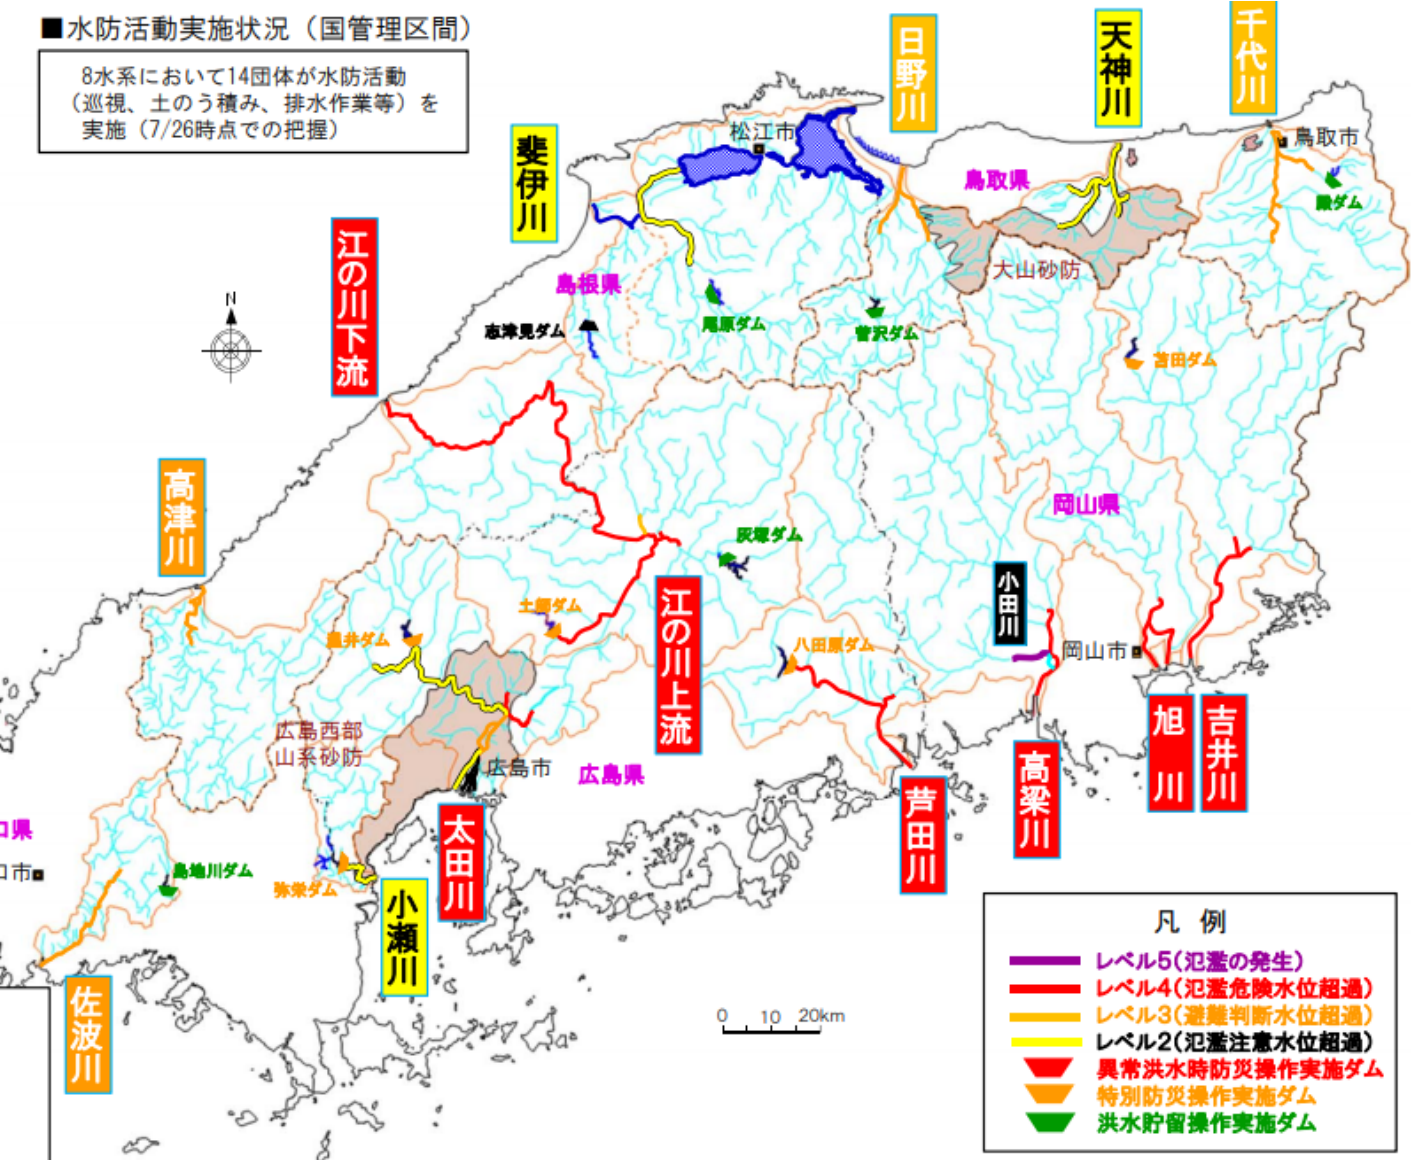 ■水防活動実施状況（国管理区間）
8水系において14団体が水防活動
（巡視、土のう積み、排水作業等）を
実施（7/26時点での把握）
日野川
天神川
千代川
斐伊川
松江市
鳥取市
鳥取県
殿ダム
江の川下流
大山砂防
島根県
志津見ダム
尾原ダム
菅沢ダム
苫田ダム
N
高津川
岡山県
灰塚ダム
小田川
土師ダム
江の川上流
温井ダム
八田原ダム
岡山市
広島西部
山系砂防
広島市
広島県
旭川
吉井川
高梁川
芦田川
太田川
口県
口市
島地川ダム
弥栄ダム
小瀬川
佐波川
0 10 20km
凡 例
レベル5（氾濫の発生）
レベル4（氾濫危険水位超過）
レベル3（避難判断水位超過）
レベル2（氾濫注意水位超過）
異常洪水時防災操作実施ダム
特別防災操作実施ダム
洪水貯留操作実施ダム